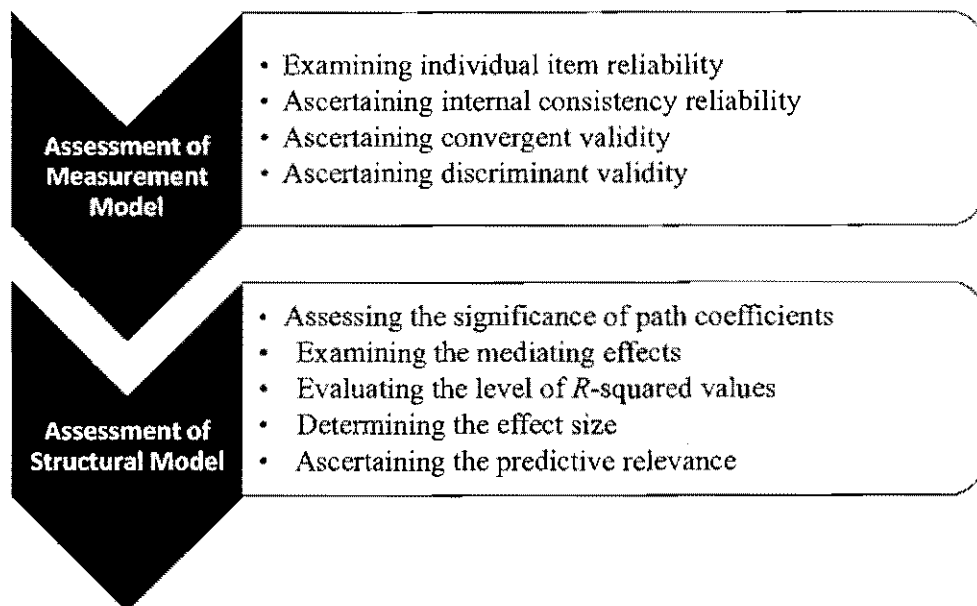 Assessment of
Measurement
Model
• Examining individual item reliability
• Ascertaining internal consistency reliability
• Ascertaining convergent validity
• Ascertaining discriminant validity
Assessment of
Structural Model
• Assessing the significance of path coefficients
• Examining the mediating effects
• Evaluating the level of R-squared values
• Determining the effect size
• Ascertaining the predictive relevance